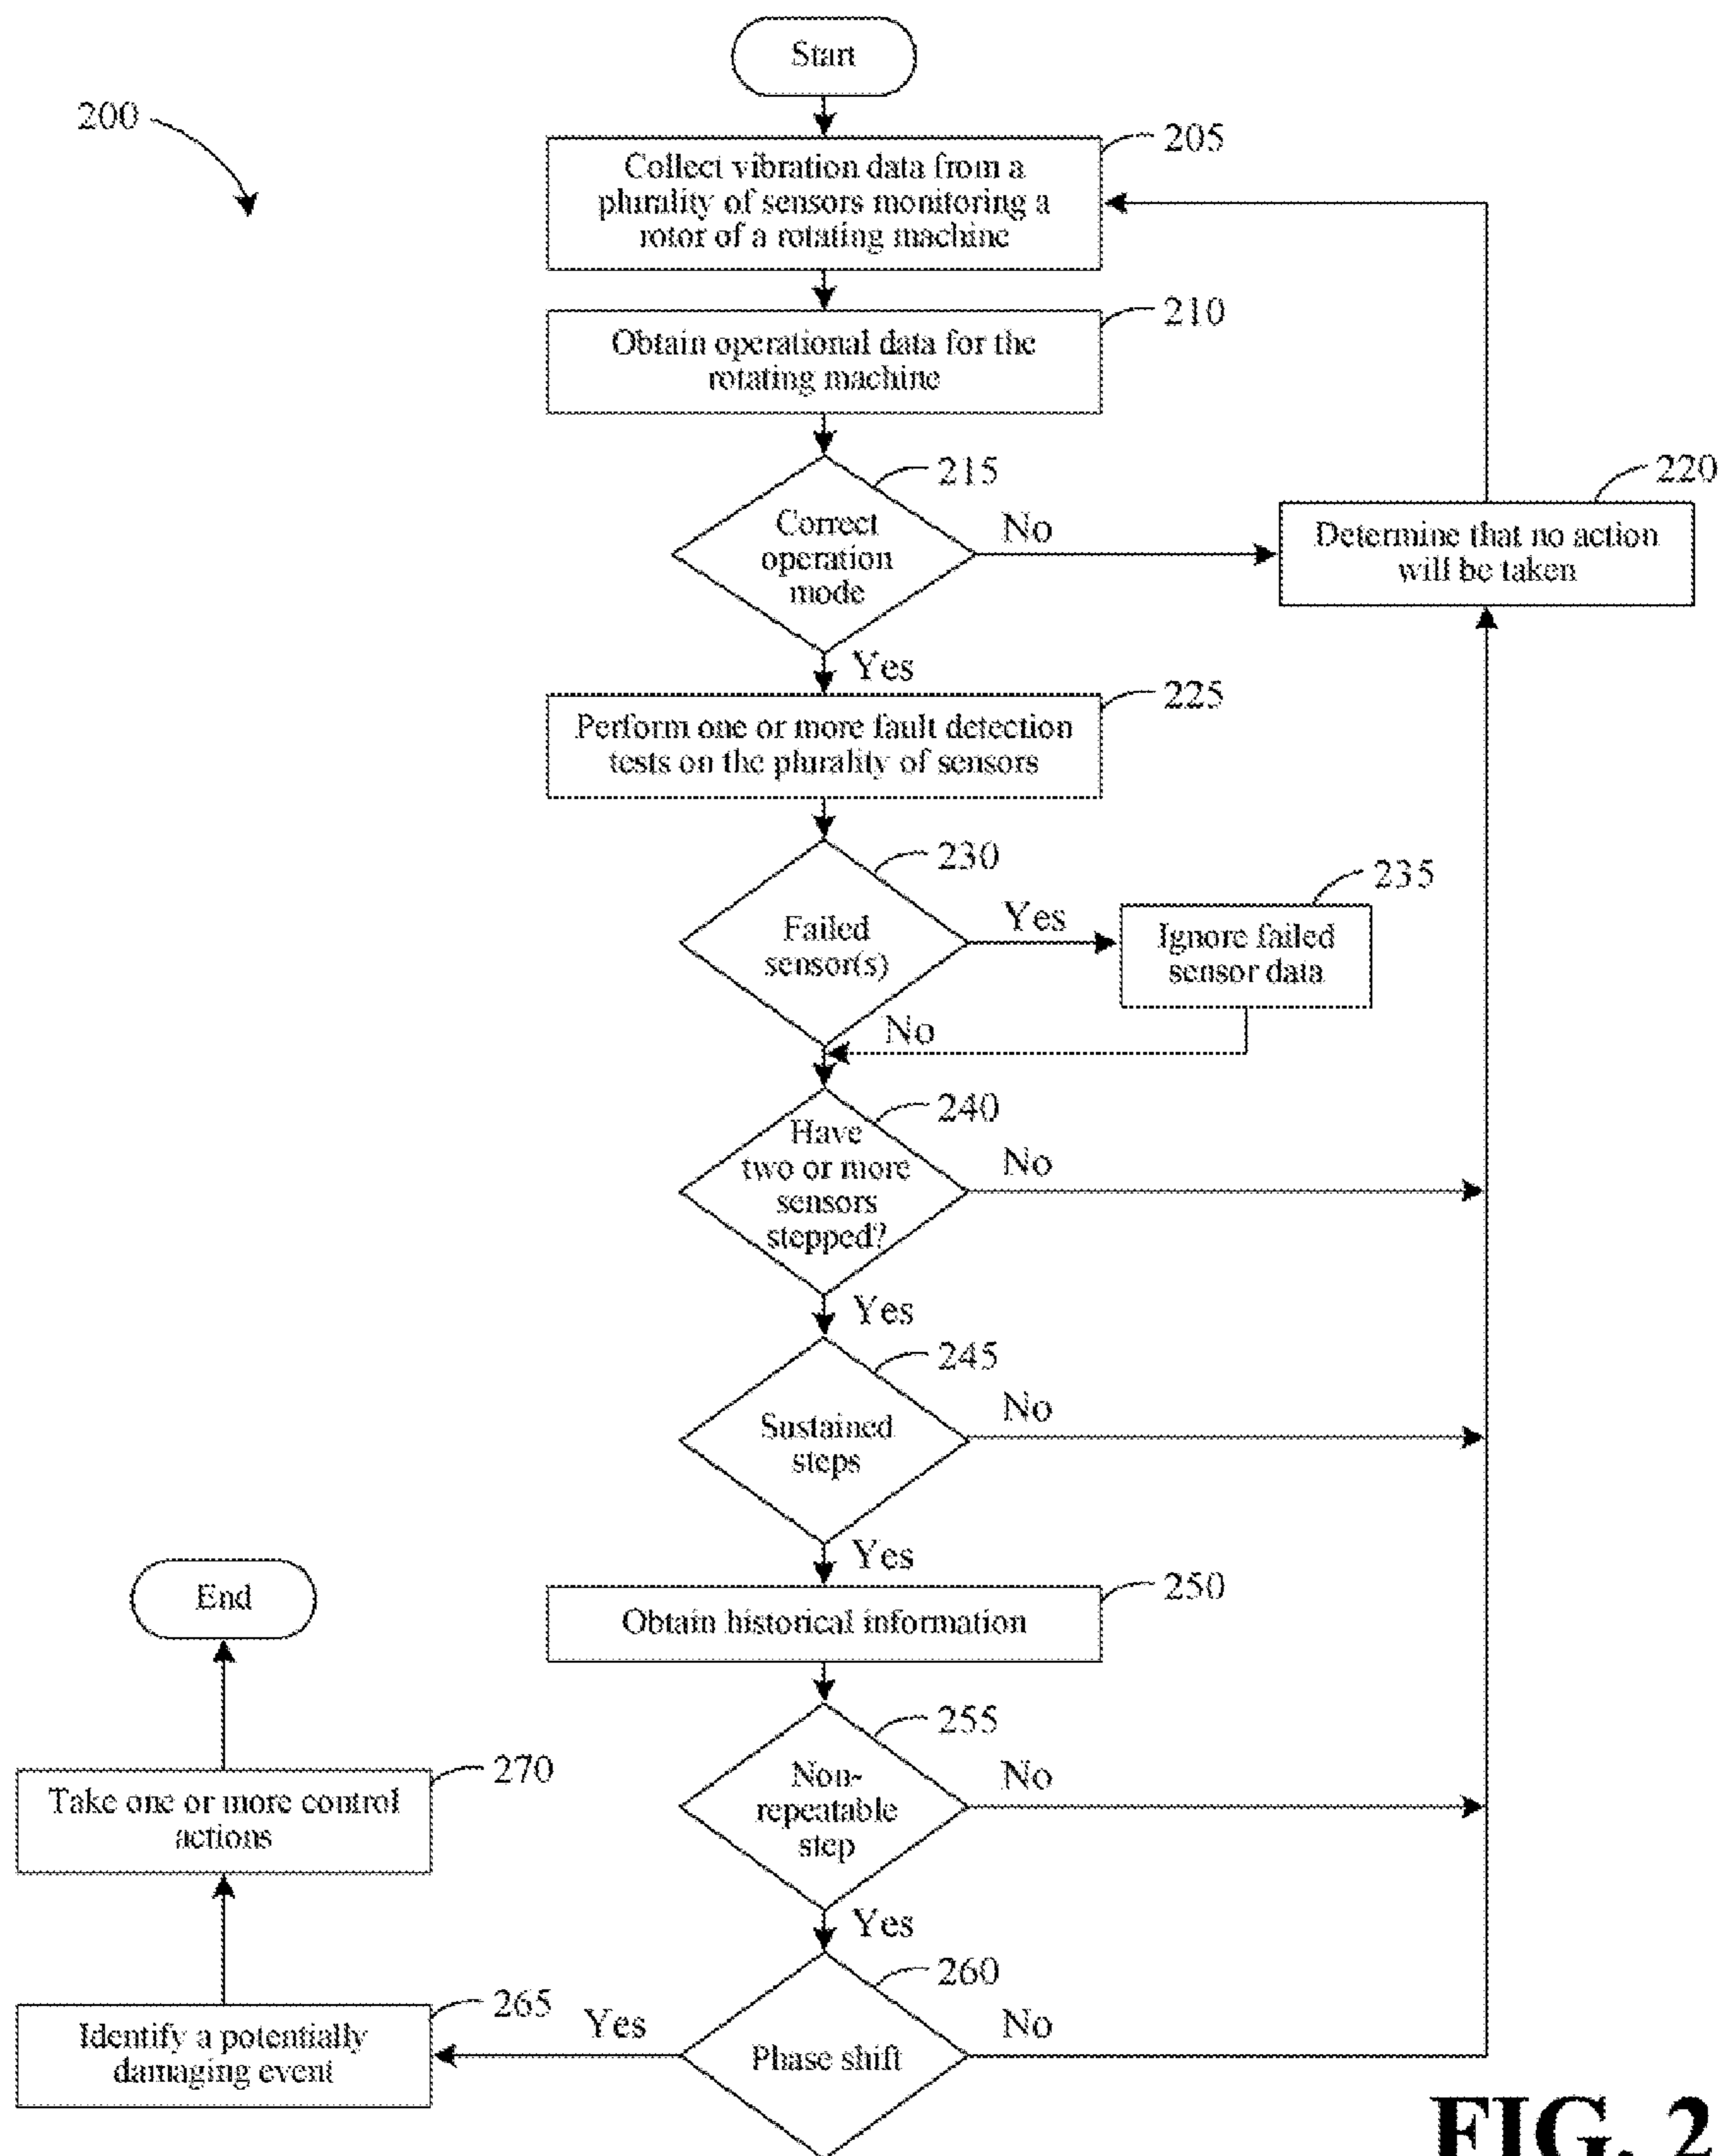 Start
200
205
Collect vibration data from a
plurality of sensors monitoring a
rotor of a rotating machine
210
Obtain operational data for the
rotating machine
215
Correct
operation
mode
No
220
Determine that no action
will be taken
Yes
225
Perform one or more fault detection
tests on the plurality of sensors
230
Failed
sensor(s)
Yes
235
Ignore failed
sensor data
No
240
Have
two or more
sensors
stepped?
No
Yes
245
Sustained
steps
No
Yes
250
Obtain historical information
255
Non-
repeatable
step
No
Yes
260
Phase shift
No
Yes
265
Identify a potentially
damaging event
270
Take one or more control
actions
End
FIG. 2